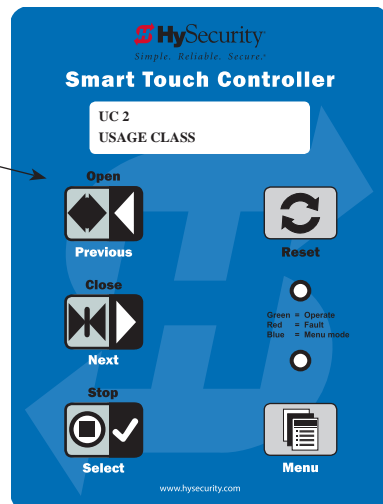 HySecurity
Simple. Reliable. Secure.
Smart Touch Controller
UC 2
USAGE CLASS
Open
Previous
Reset
Close
Next
Green = Operate
Red = Fault
Blue = Menu mode
Stop
Select
Menu
www.hysecurity.com